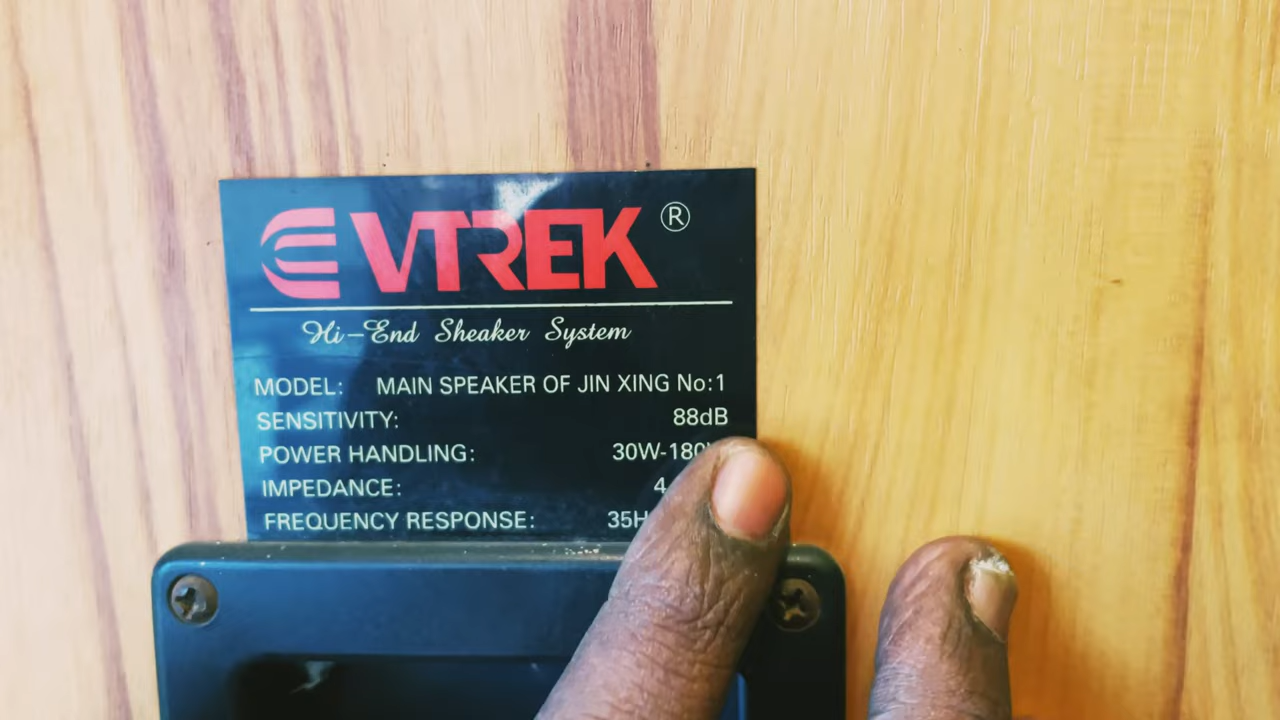 EVTREK ®
Hi-End Sheaker System
MODEL: MAIN SPEAKER OF JIN XING No:1
SENSITIVITY: 88dB
POWER HANDLING: 30W-180
IMPEDANCE: 4
FREQUENCY RESPONSE: 35H